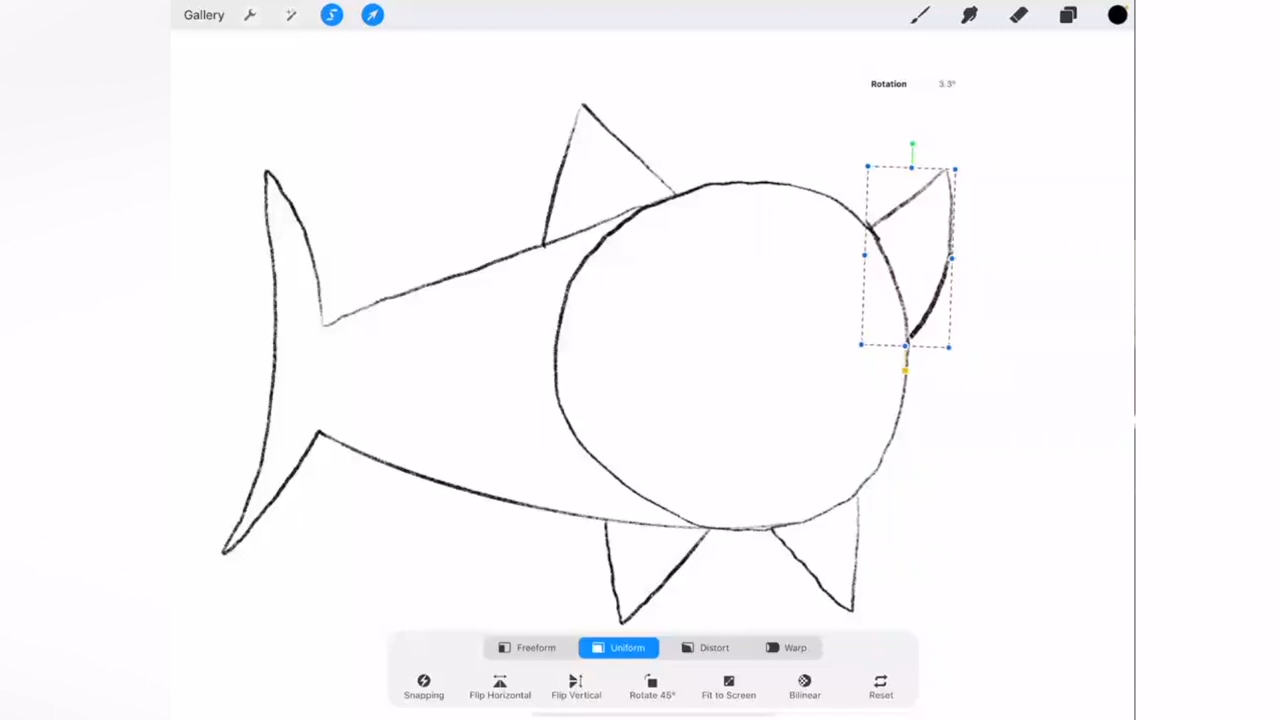 Gallery
Rotation 3.3°
Freeform Uniform Distort Warp
Snapping Flip Horizontal Flip Vertical Rotate 45° Fit to Screen Bilinear Reset